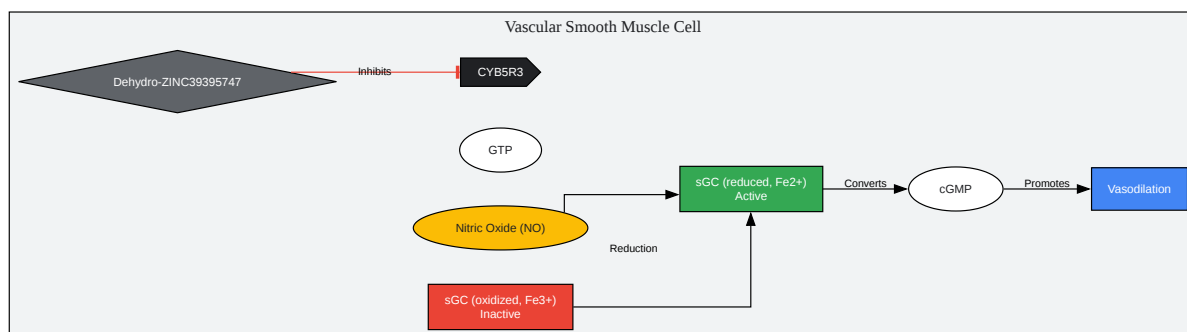 Vascular Smooth Muscle Cell
Dehydro-ZINC39395747
Inhibits
CYB5R3
GTP
sGC (reduced, Fe2+)
Active
Converts
cGMP
Promotes
Vasodilation
Nitric Oxide (NO)
Reduction
sGC (oxidized, Fe3+)
Inactive